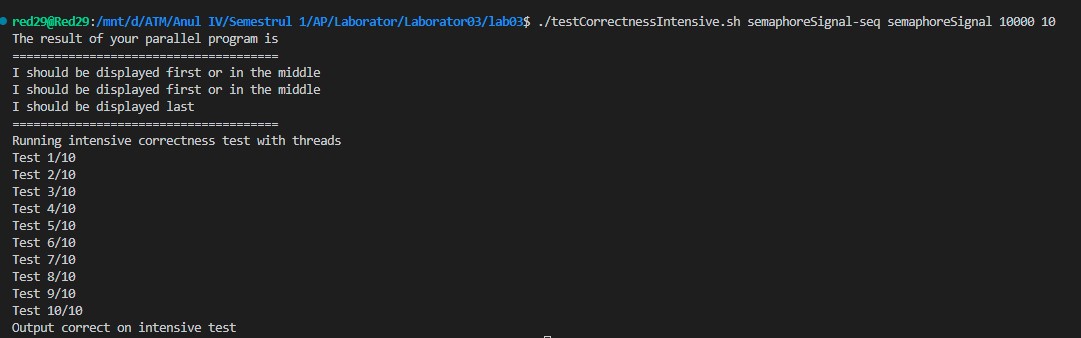 red29@Red29:/mnt/d/ATM/Anul IV/Semestrul 1/AP/Laborator/Laborator03/lab03$ ./testCorrectnessIntensive.sh semaphoreSignal-seq semaphoreSignal 10000 10
The result of your parallel program is
======================================
I should be displayed first or in the middle
I should be displayed first or in the middle
I should be displayed last
======================================
Running intensive correctness test with threads
Test 1/10
Test 2/10
Test 3/10
Test 4/10
Test 5/10
Test 6/10
Test 7/10
Test 8/10
Test 9/10
Test 10/10
Output correct on intensive test